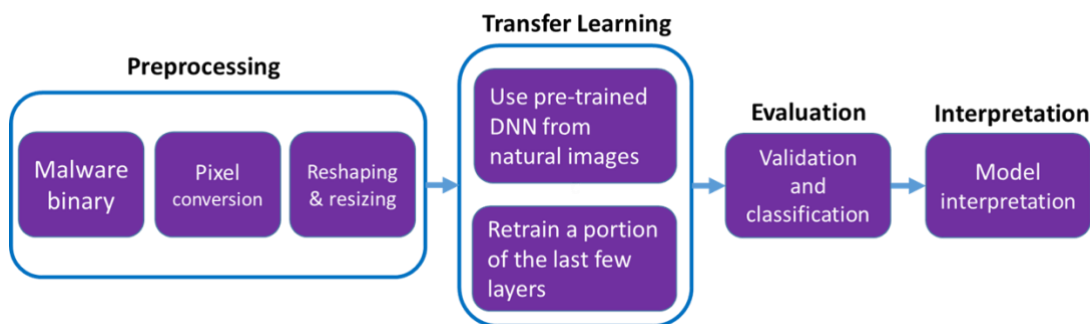 Preprocessing
Malware
binary
Pixel
conversion
Reshaping
& resizing
Transfer Learning
Use pre-trained
DNN from
natural images
Retrain a portion
of the last few
layers
Evaluation
Validation
and
classification
Interpretation
Model
interpretation